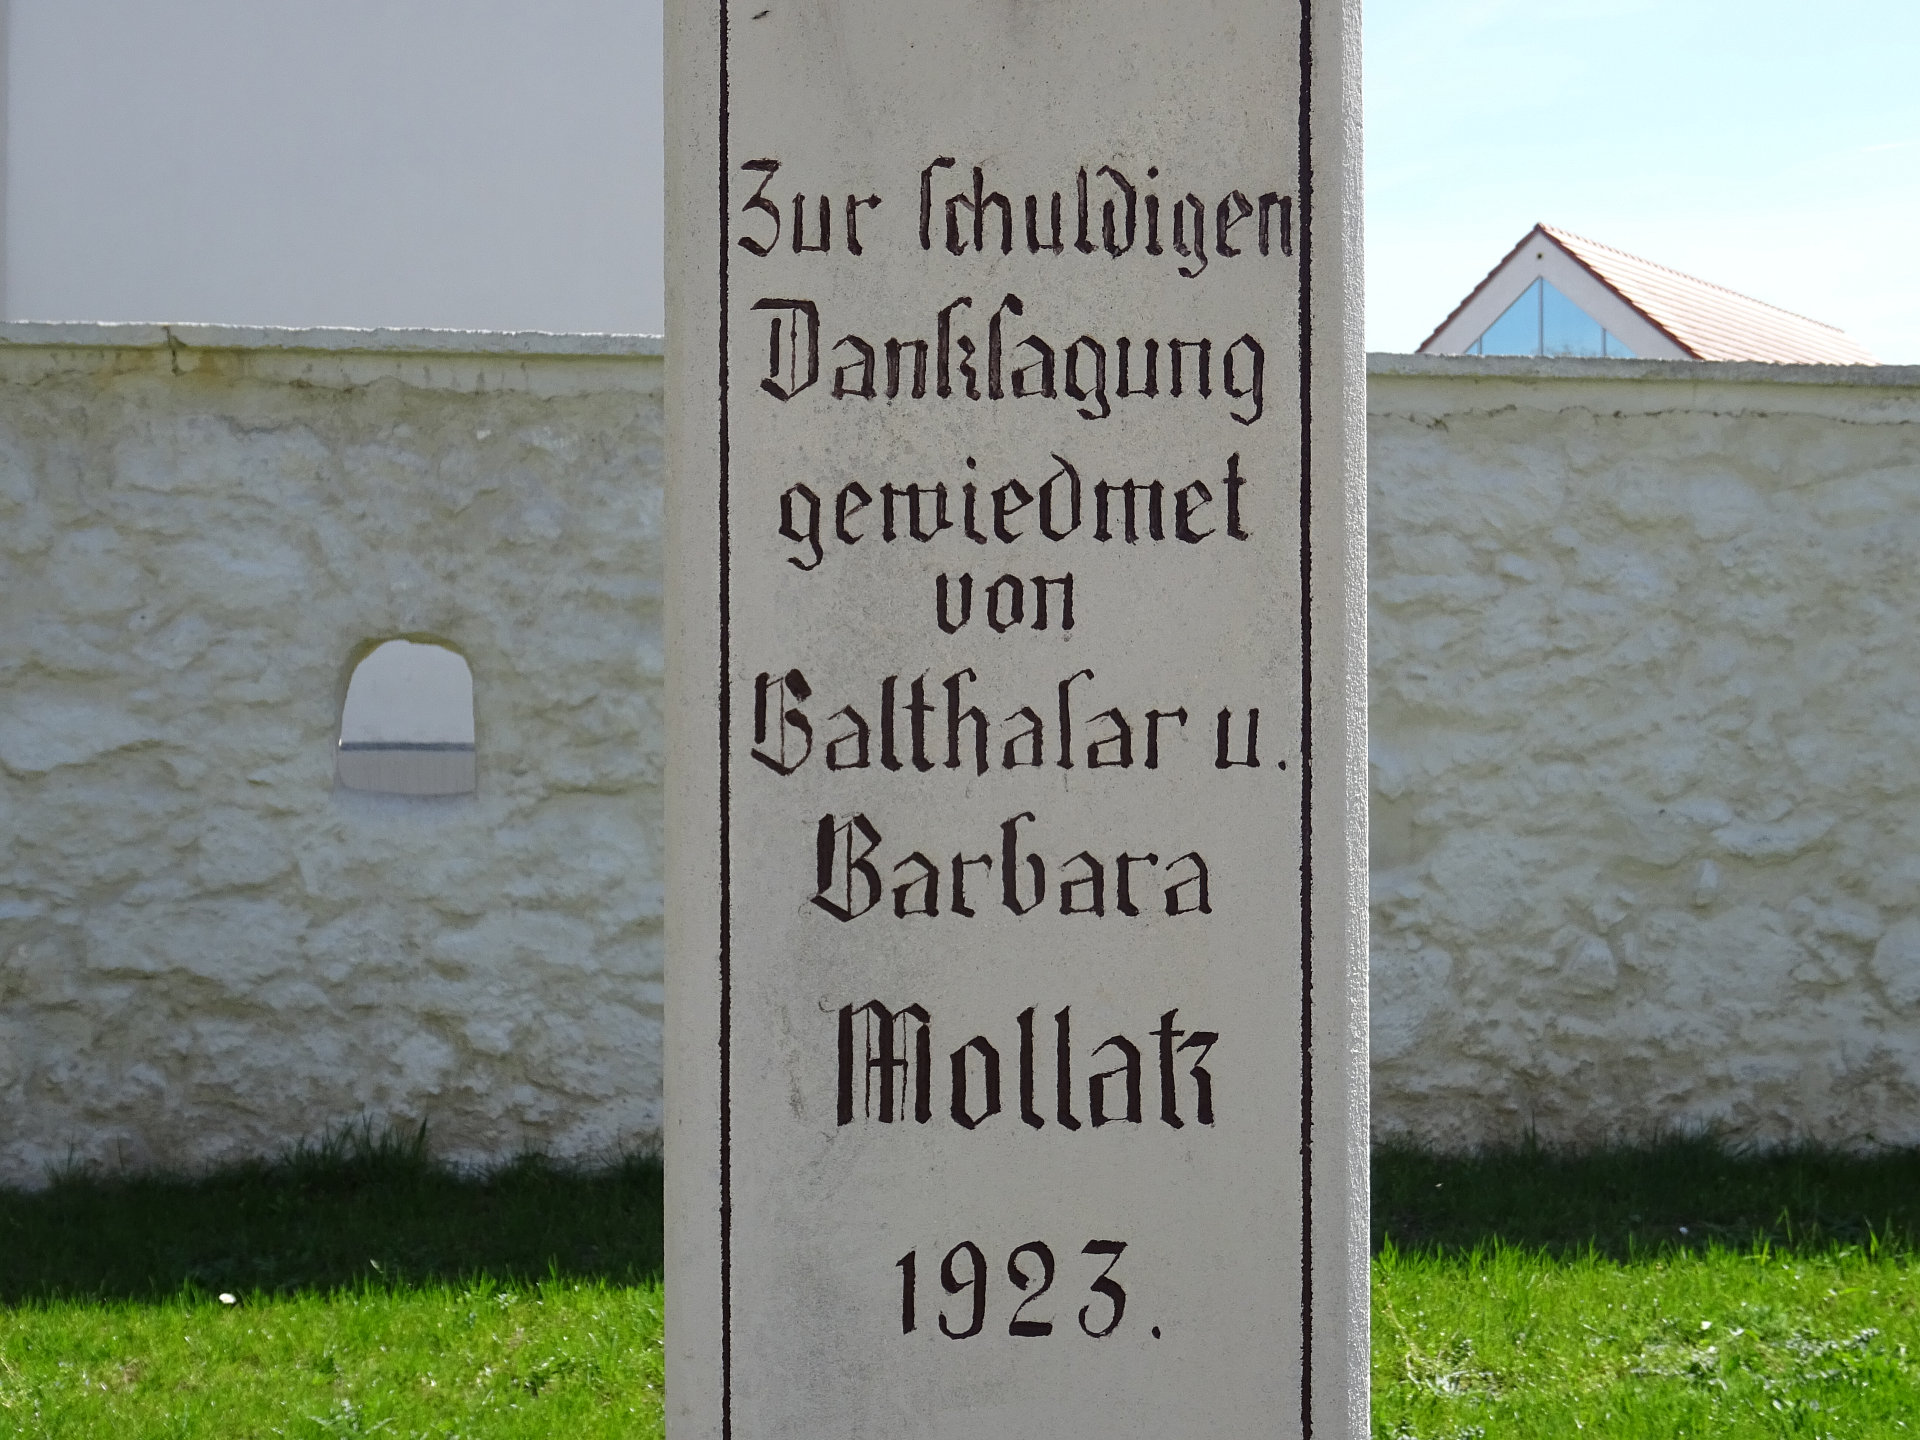 Zur schuldigen
Danksagung
gewiedmet
von
Balthasar u.
Barbara
Mollak
1923.